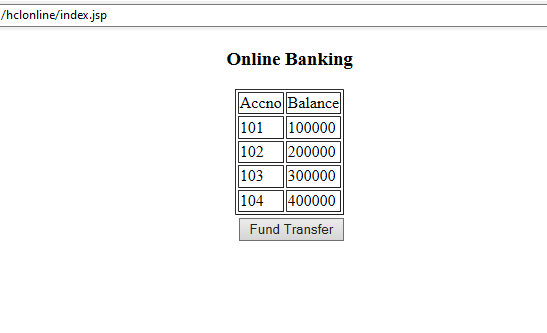 /hclonline/index.jsp
Online Banking
Accno Balance
101 100000
102 200000
103 300000
104 400000
Fund Transfer